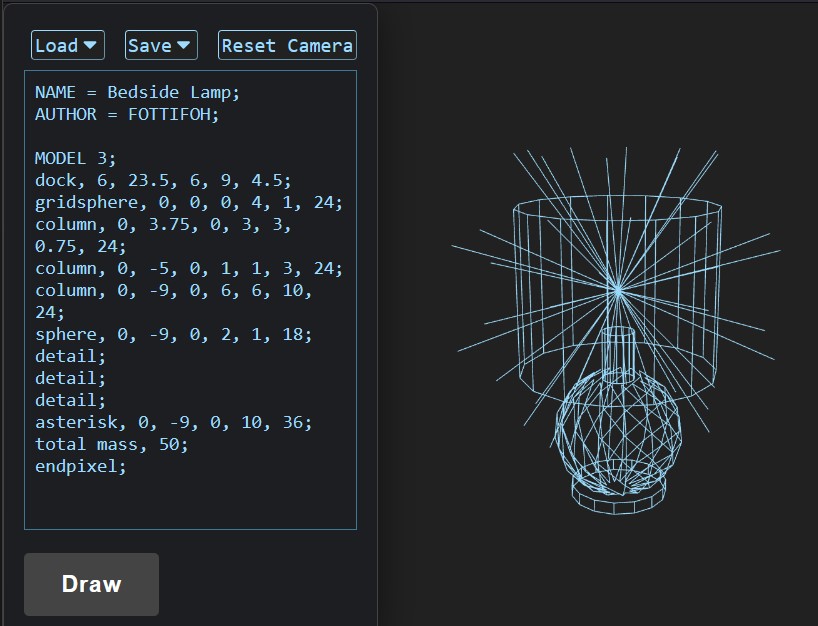 Load Save Reset Camera
NAME = Bedside Lamp;
AUTHOR = FOTTIFOH;
MODEL 3;
dock, 6, 23.5, 6, 9, 4.5;
gridsphere, 0, 0, 0, 4, 1, 24;
column, 0, 3.75, 0, 3, 3,
0.75, 24;
column, 0, -5, 0, 1, 1, 3, 24;
column, 0, -9, 0, 6, 6, 10,
24;
sphere, 0, -9, 0, 2, 1, 18;
detail;
detail;
detail;
asterisk, 0, -9, 0, 10, 36;
total mass, 50;
endpixel;
Draw